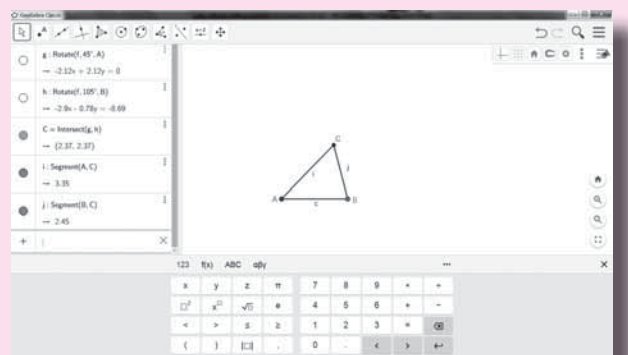 GeoGebra Classic
g : Rotate(f, 45°, A)
→ -2.12x + 2.12y = 0
h : Rotate(f, 105°, B)
→ -2.9x - 0.78y = -8.69
C = Intersect(g, h)
→ (2.37, 2.37)
i : Segment(A, C)
→ 3.35
j : Segment(B, C)
→ 2.45
C
i
j
A
c
B
123 f(x) ABC αβγ
x y z π 7 8 9 × ÷
√ e 4 5 6 + −
< > ≤ ≥ 1 2 3 =
( ) |□| , 0 . < >